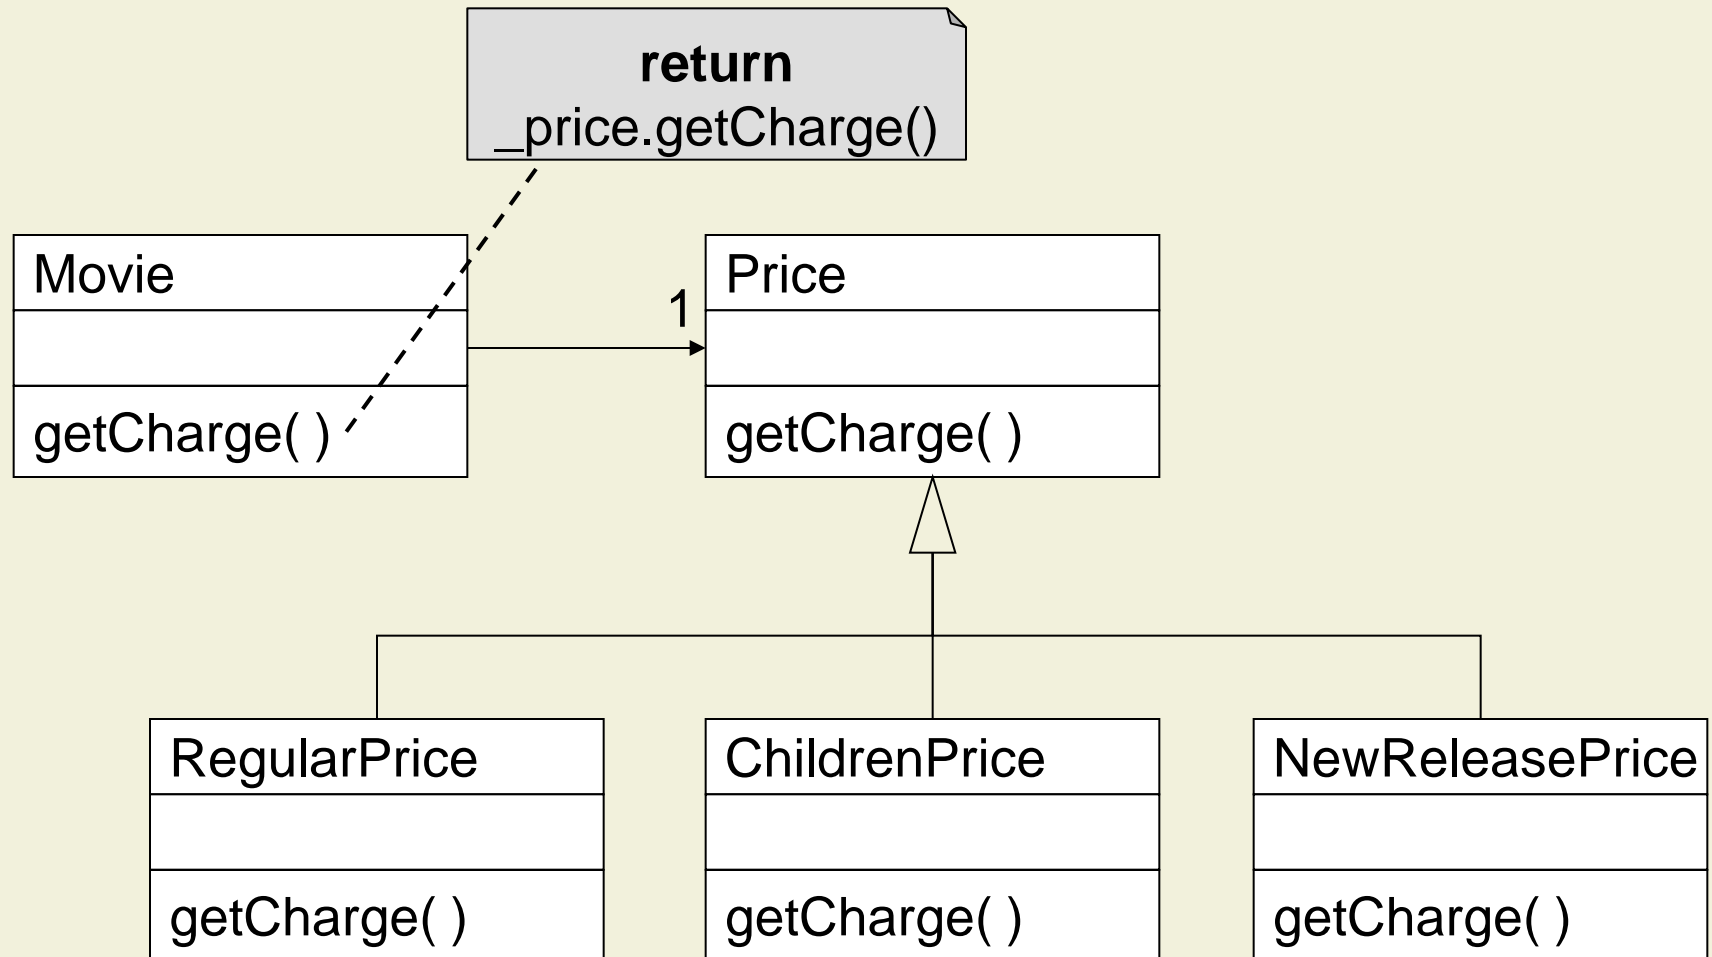 return
_price.getCharge()
Movie
getCharge( )
1
Price
getCharge( )
RegularPrice
getCharge( )
ChildrenPrice
getCharge( )
NewReleasePrice
getCharge( )